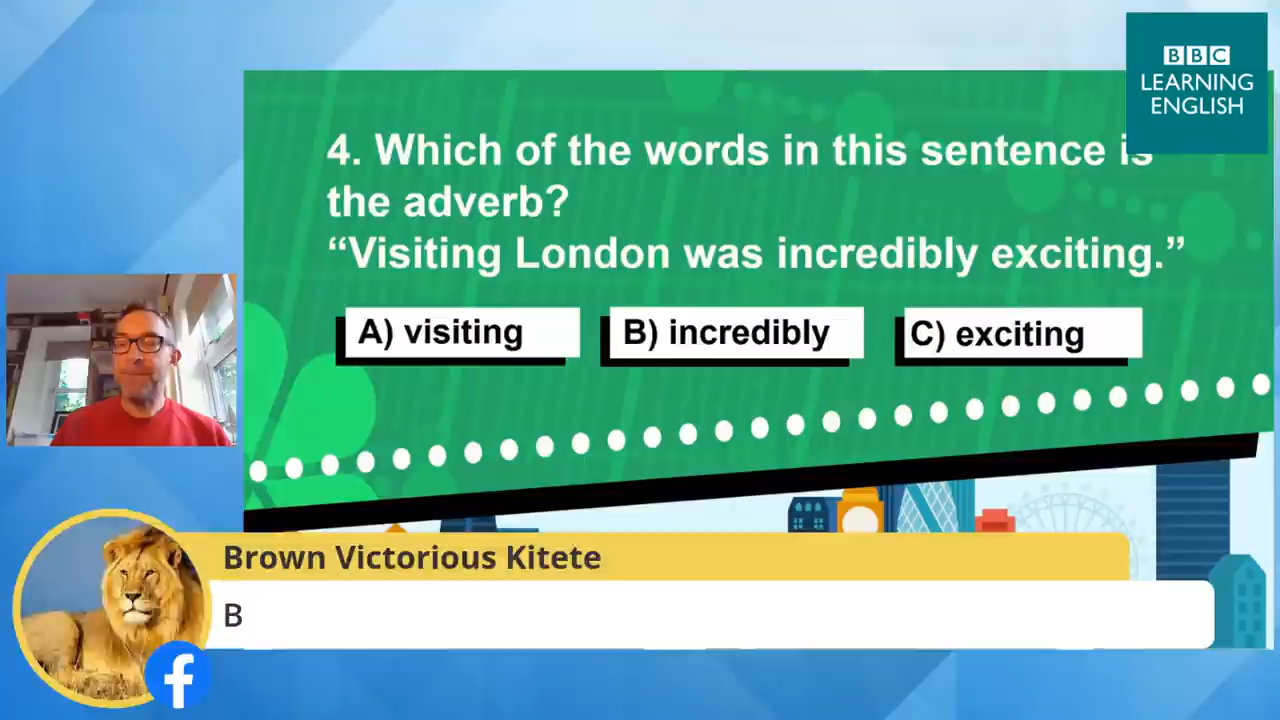 BBC
LEARNING
ENGLISH
4. Which of the words in this sentence is
the adverb?
“Visiting London was incredibly exciting.”
A) visiting
B) incredibly
C) exciting
Brown Victorious Kitete
B